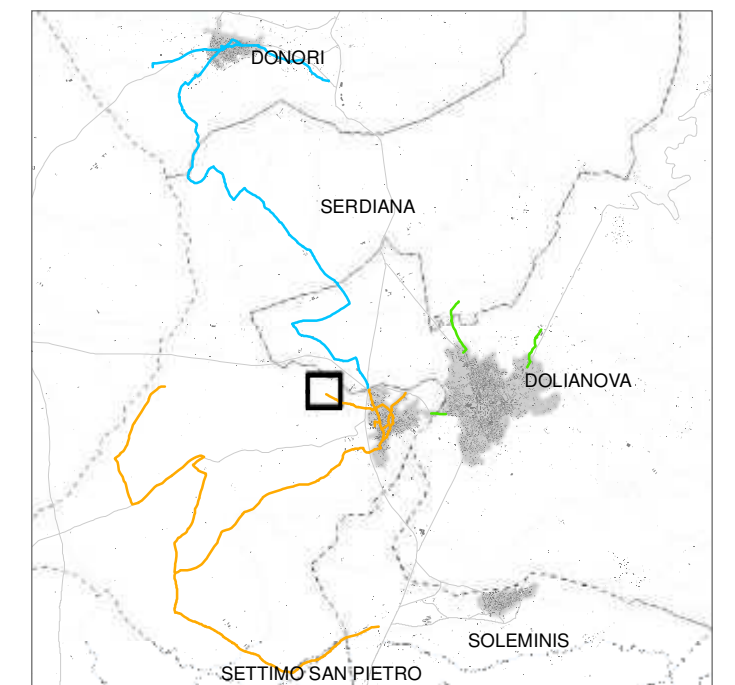 DONORI
SERDIANA
DOLIANOVA
SOLEMINIS
SETTIMO SAN PIETRO